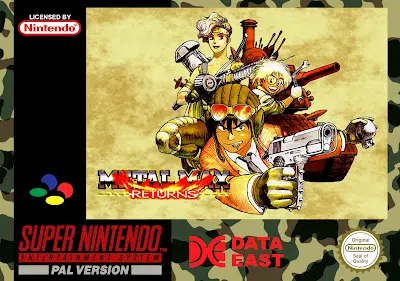 LICENSED BY
Nintendo
METAL MAX
RETURNS
SUPER NINTENDO
ENTERTAINMENT SYSTEM
PAL VERSION
DATA
EAST
Original
Nintendo
Seal of Quality